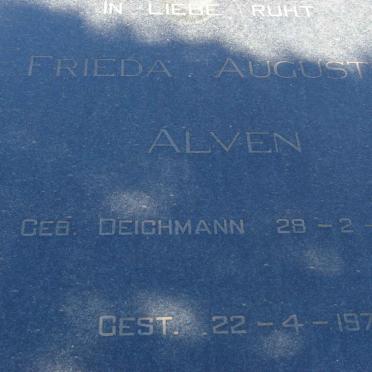 IN LIEBE RUHT
FRIEDA AUGUST
ALVEN
GEB. DEICHMANN 28-2-
GEST. 22-4-197